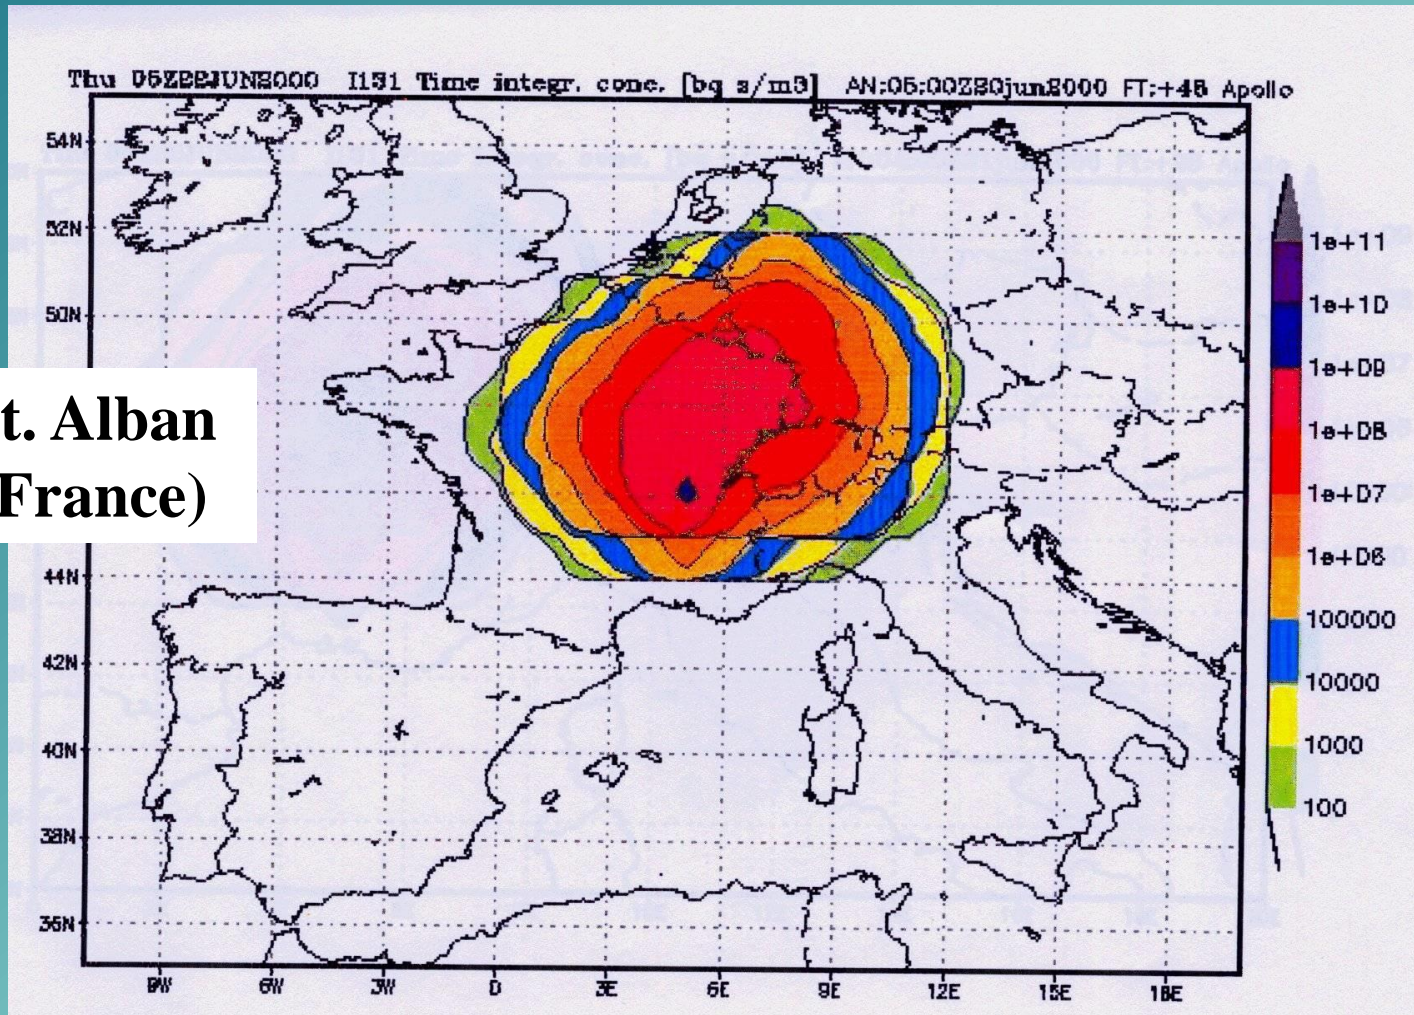 Thu 06Z22JUN2000 I131 Time integr. conc. [bq s/m3] AN:06:00Z20jun2000 FT:+48 Apollo
54N
52N
50N
t. Alban
France)
44N
42N
40N
38N
36N
9W 6W 3W 0 3E 6E 9E 12E 15E 18E
1e+11
1e+10
1e+09
1e+08
1e+07
1e+06
100000
10000
1000
100